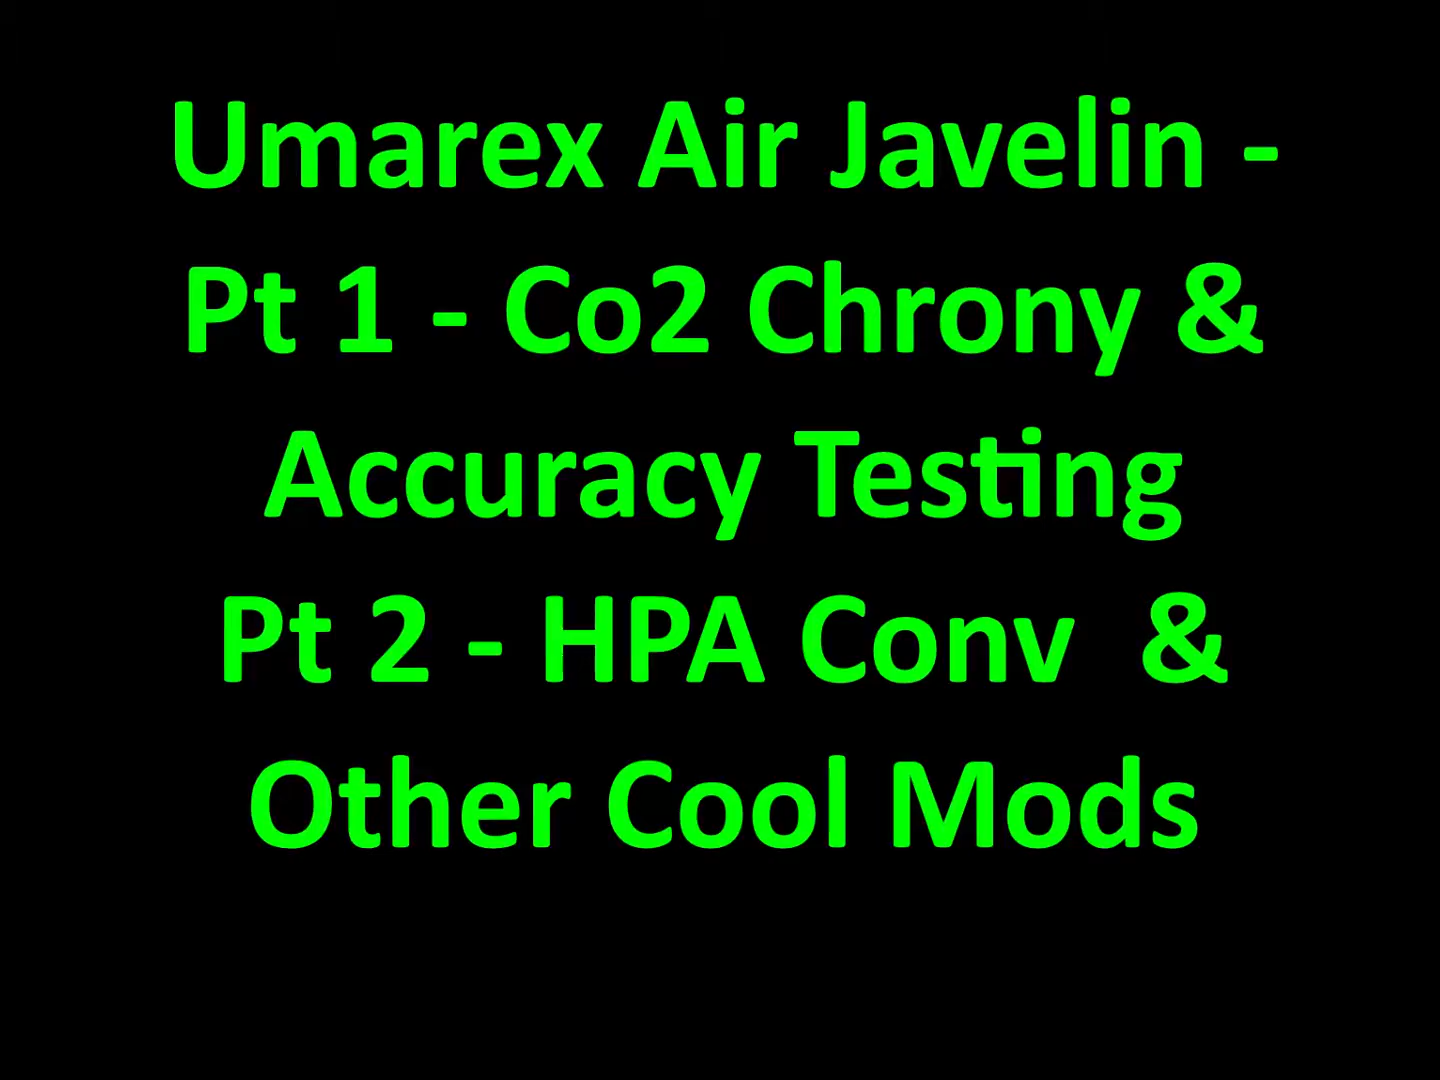 Umarex Air Javelin -
Pt 1 - Co2 Chrony &
Accuracy Testing
Pt 2 - HPA Conv  &
Other Cool Mods